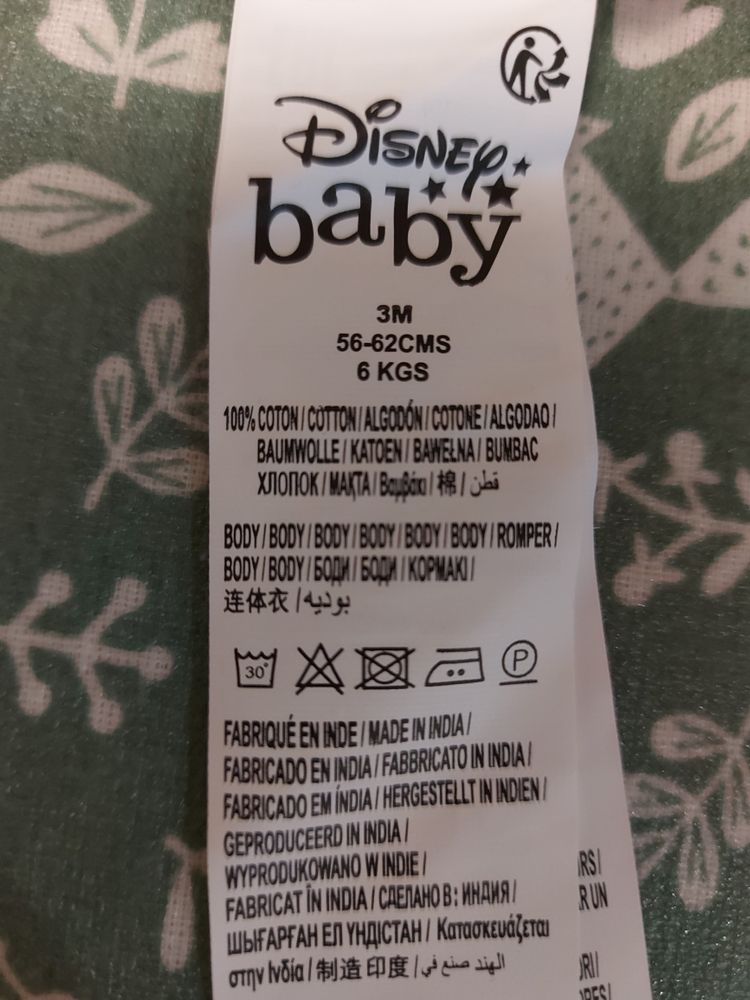 Disney
baby
3M
56-62CMS
6 KGS
100% COTON / COTTON / ALGODÓN / COTONE / ALGODAO /
BAUMWOLLE / KATOEN / BAWEŁNA / BUMBAC
ХЛОПОК / МАҚТА / Βαμβάκι / 棉 / قطن
BODY / BODY / BODY / BODY / BODY / BODY / ROMPER /
BODY / BODY / БОДИ / БОДИ / ΚΟΡΜΑΚΙ /
连体衣 / بوديه /
30°
P
FABRIQUÉ EN INDE / MADE IN INDIA /
FABRICADO EN INDIA / FABBRICATO IN INDIA /
FABRICADO EM ÍNDIA / HERGESTELLT IN INDIEN /
GEPRODUCEERD IN INDIA /
WYPRODUKOWANO W INDIE /
FABRICAT ÎN INDIA / СДЕЛАНО В : ИНДИЯ /
ШЫҒАРҒАН ЕЛ ҮНДІСТАН / Κατασκευάζεται
στην Ινδία / 制造 印度 / الهند صنع في /
RS /
R UN